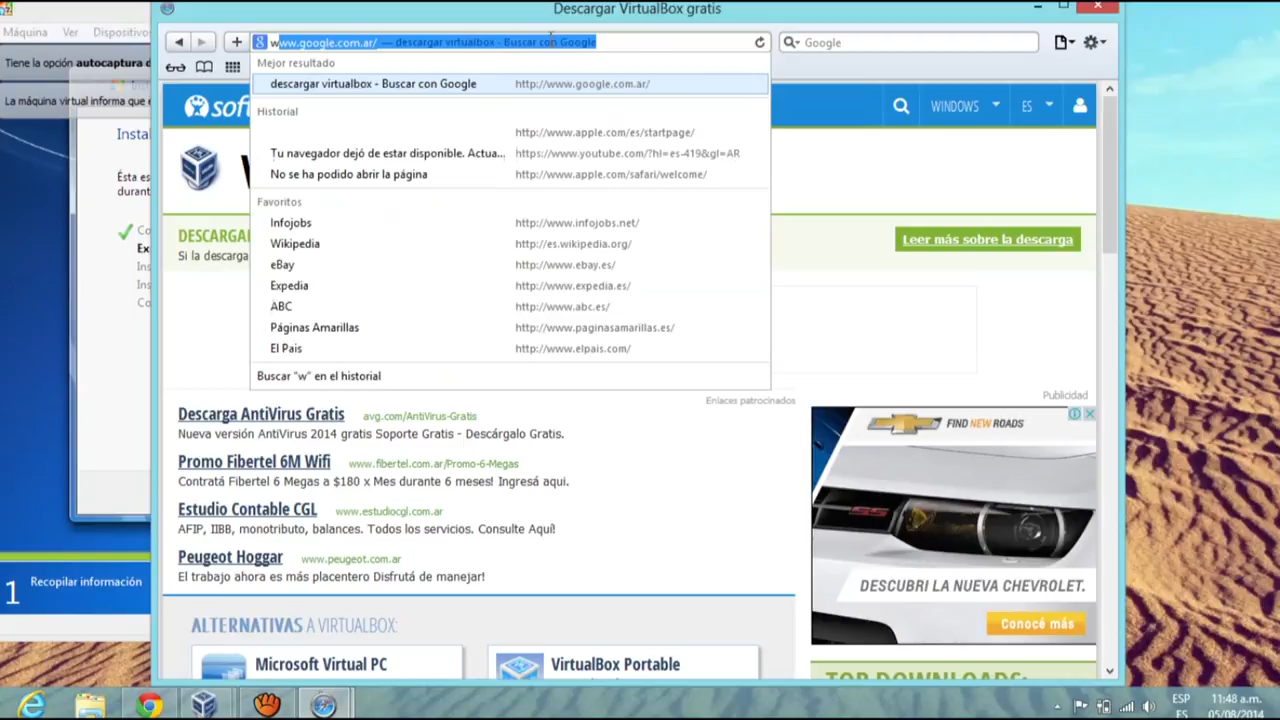 Descargar VirtualBox gratis
Máquina Ver Dispositivos
www.google.com.ar/ — descargar virtualbox - Buscar con Google
Google
Tiene la opción autocaptura d
La máquina virtual informa que e
Mejor resultado
descargar virtualbox - Buscar con Google http://www.google.com.ar/
Historial
http://www.apple.com/es/startpage/
Tu navegador dejó de estar disponible. Actua... https://www.youtube.com/?hl=es-419&gl=AR
No se ha podido abrir la página http://www.apple.com/safari/welcome/
Favoritos
Infojobs http://www.infojobs.net/
Wikipedia http://es.wikipedia.org/
eBay http://www.ebay.es/
Expedia http://www.expedia.es/
ABC http://www.abc.es/
Páginas Amarillas http://www.paginasamarillas.es/
El Pais http://www.elpais.com/
Buscar "w" en el historial
soft
WINDOWS ES
Instal
Ésta es
durant
Co
Ex
Ins
Ins
Co
DESCARGA
Si la descarga
Leer más sobre la descarga
Enlaces patrocinados
Publicidad
Descarga AntiVirus Gratis avg.com/AntiVirus-Gratis
Nueva versión AntiVirus 2014 gratis Soporte Gratis - Descárgalo Gratis.
Promo Fibertel 6M Wifi www.fibertel.com.ar/Promo-6-Megas
Contratá Fibertel 6 Megas a $180 x Mes durante 6 meses! Ingresá aqui.
Estudio Contable CGL www.estudiocgl.com.ar
AFIP, IIBB, monotributo, balances. Todos los servicios. Consulte Aquí!
Peugeot Hoggar www.peugeot.com.ar
El trabajo ahora es más placentero Disfrutá de manejar!
FIND NEW ROADS
SS
DESCUBRI LA NUEVA CHEVROLET.
Conocé más
1 Recopilar información
ALTERNATIVAS A VIRTUALBOX:
Microsoft Virtual PC
VirtualBox Portable
TOP DOWNLOADS:
ESP
ES
11:48 a.m.
05/08/2014